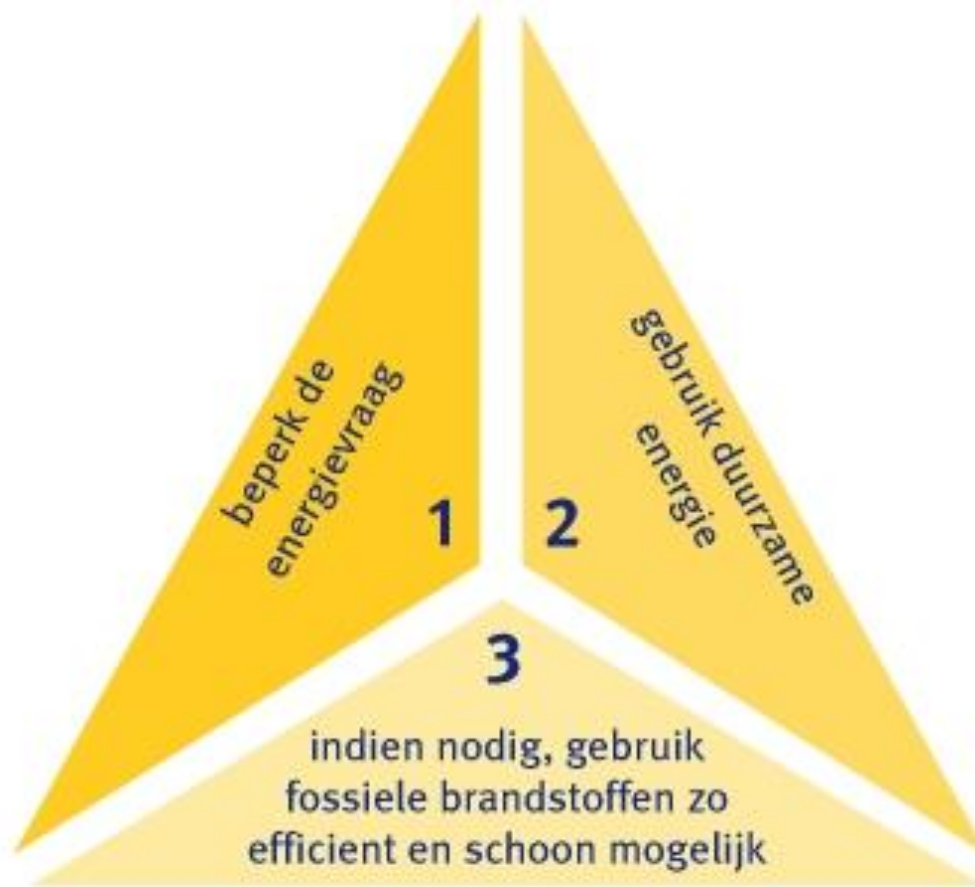 beperk de
energievraag
1
gebruik duurzame
energie
2
3
indien nodig, gebruik
fossiele brandstoffen zo
efficient en schoon mogelijk